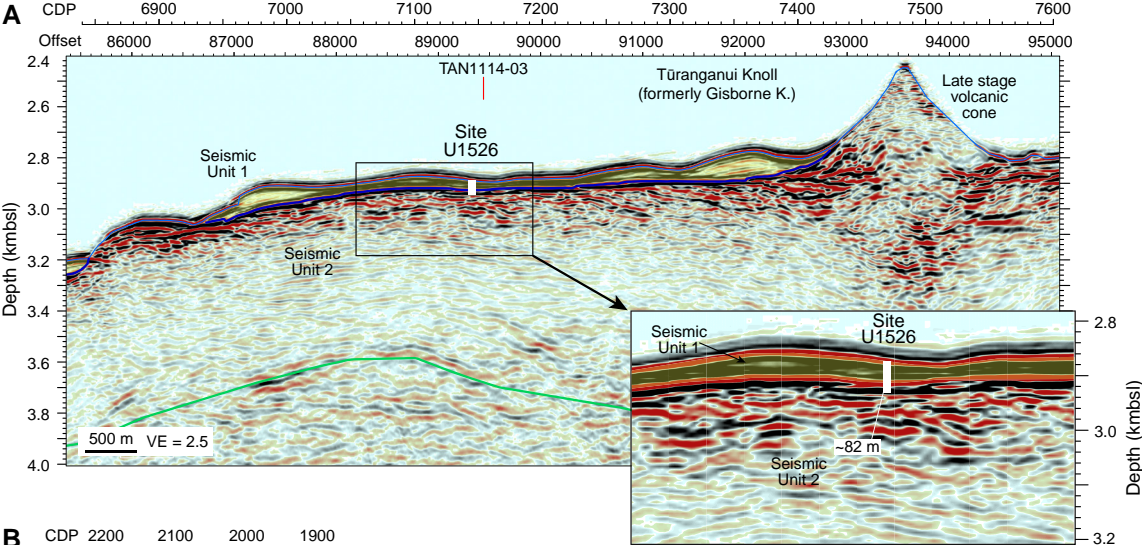 A
CDP 6900 7000 7100 7200 7300 7400 7500 7600
Offset 86000 87000 88000 89000 90000 91000 92000 93000 94000 95000
2.4
2.6
2.8
3.0
3.2
3.4
3.6
3.8
4.0
Depth (kmbsl)
TAN1114-03
Tūranganui Knoll
(formerly Gisborne K.)
Late stage
volcanic
cone
Site
U1526
Seismic
Unit 1
Seismic
Unit 2
500 m VE = 2.5
Seismic
Unit 1
Site
U1526
~82 m
Seismic
Unit 2
2.8
3.0
3.2
Depth (kmbsl)
B
CDP 2200 2100 2000 1900